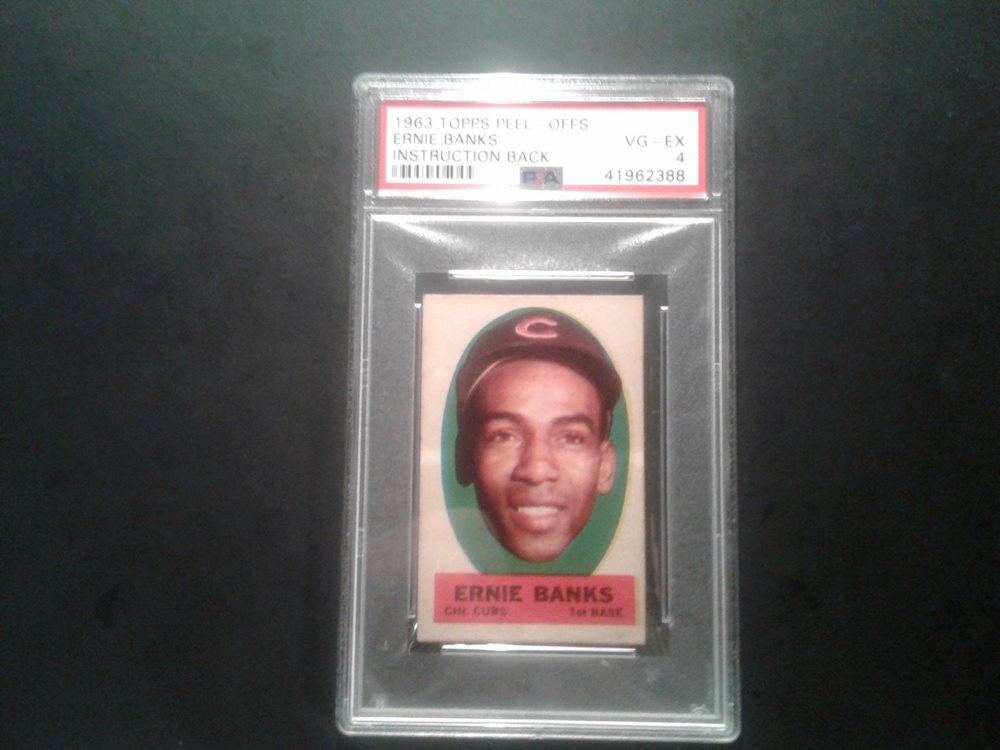 1963 TOPPS PEEL OFFS
ERNIE BANKS VG-EX
INSTRUCTION BACK 4
PSA 41962388
C
ERNIE BANKS
CHI. CUBS 1st BASE